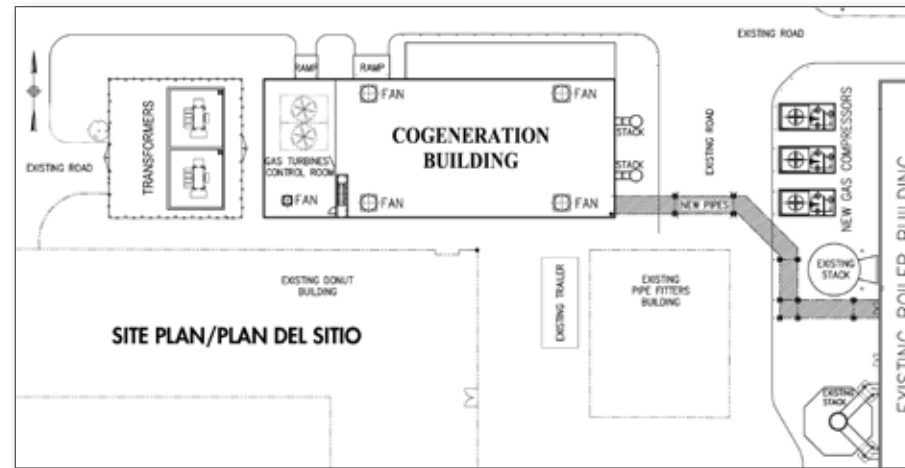 EXISTING ROAD
RAMP
RAMP
FAN
FAN
TRANSFORMERS
COGENERATION
BUILDING
STACK
STACK
EXISTING ROAD
NEW GAS COMPRESSORS
EXISTING ROAD
GAS TURBINES\
CONTROL ROOM
FAN
FAN
FAN
NEW PIPES
EXISTING
STACK
EXISTING BOILER BUILDING
EXISTING DONUT
BUILDING
EXISTING TRAILER
EXISTING
PIPE FITTERS
BUILDING
SITE PLAN/PLAN DEL SITIO
EXISTING
STACK